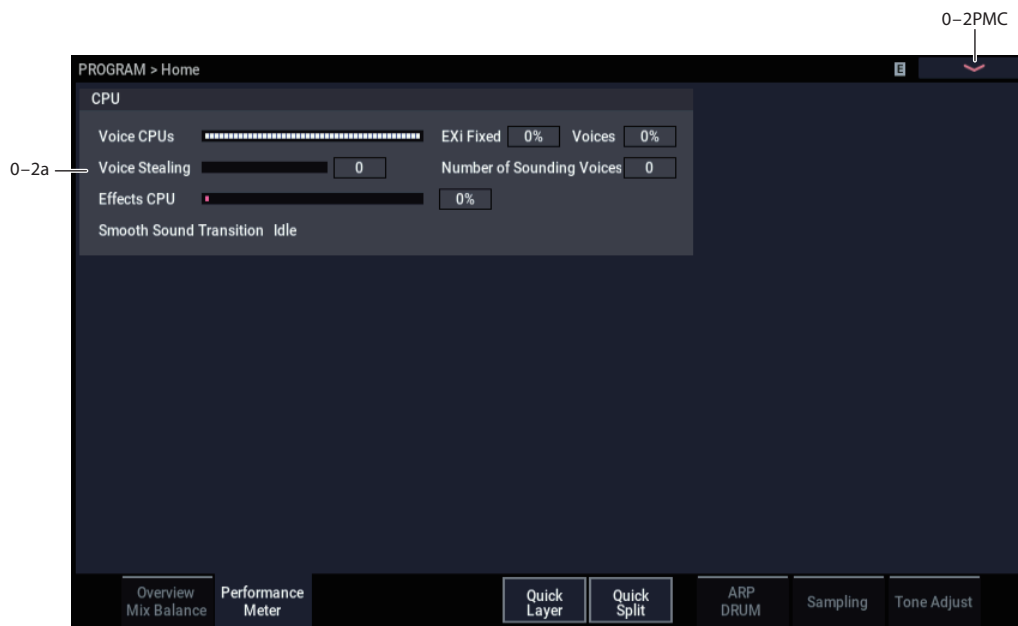 0–2PMC
PROGRAM > Home E
CPU
Voice CPUs EXi Fixed 0% Voices 0%
0–2a Voice Stealing 0 Number of Sounding Voices 0
Effects CPU 0%
Smooth Sound Transition Idle
Overview
Mix Balance
Performance
Meter
Quick
Layer
Quick
Split
ARP
DRUM
Sampling
Tone Adjust